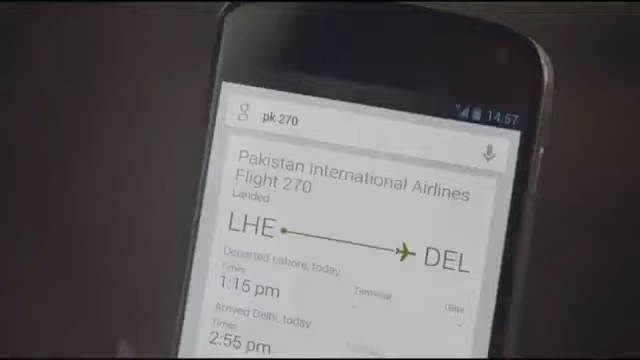 14:57
g pk 270
Pakistan International Airlines
Flight 270
Landed
LHE DEL
Departed Lahore, today
Times Terminal Gate
1:15 pm - -
Arrived Delhi, today
Times
2:55 pm